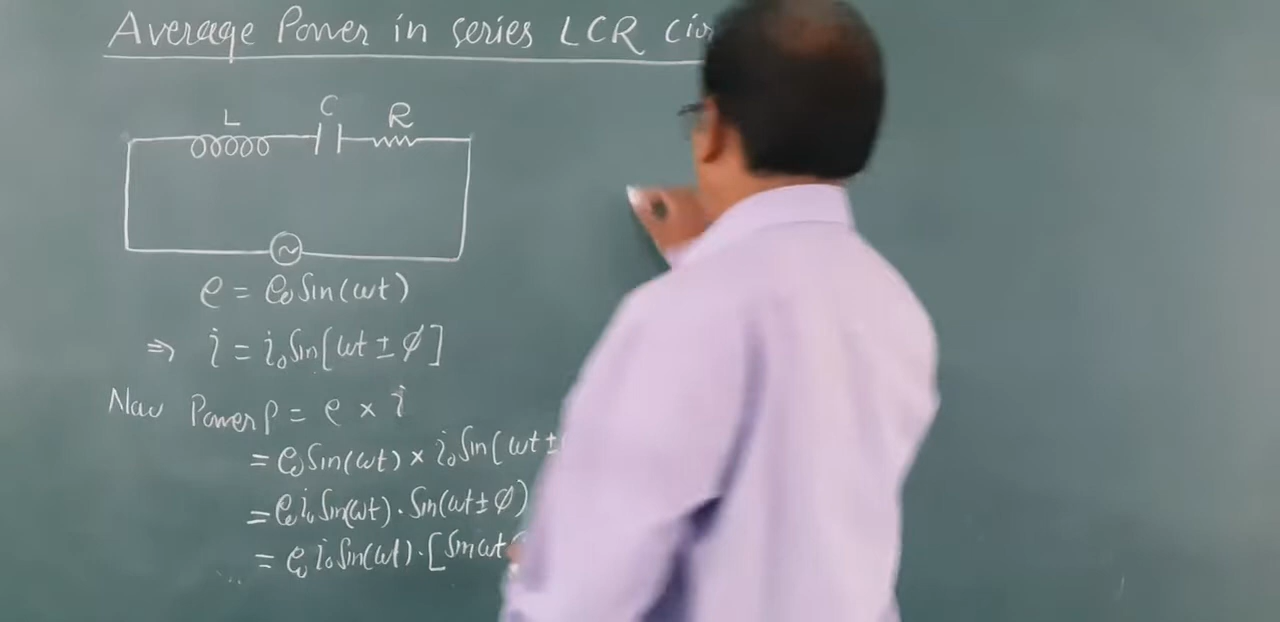 Average Power in series LCR Cir
L
C
R
~
e = e₀ Sin(ωt)
⇒ i = i₀ Sin[ωt ± φ]
Now Power P = e × i
= e₀ Sin(ωt) × i₀ Sin(ωt ±
= e₀ i₀ Sin(ωt) · Sin(ωt ± φ)
= e₀ i₀ Sin(ωt) · [Sin ωt